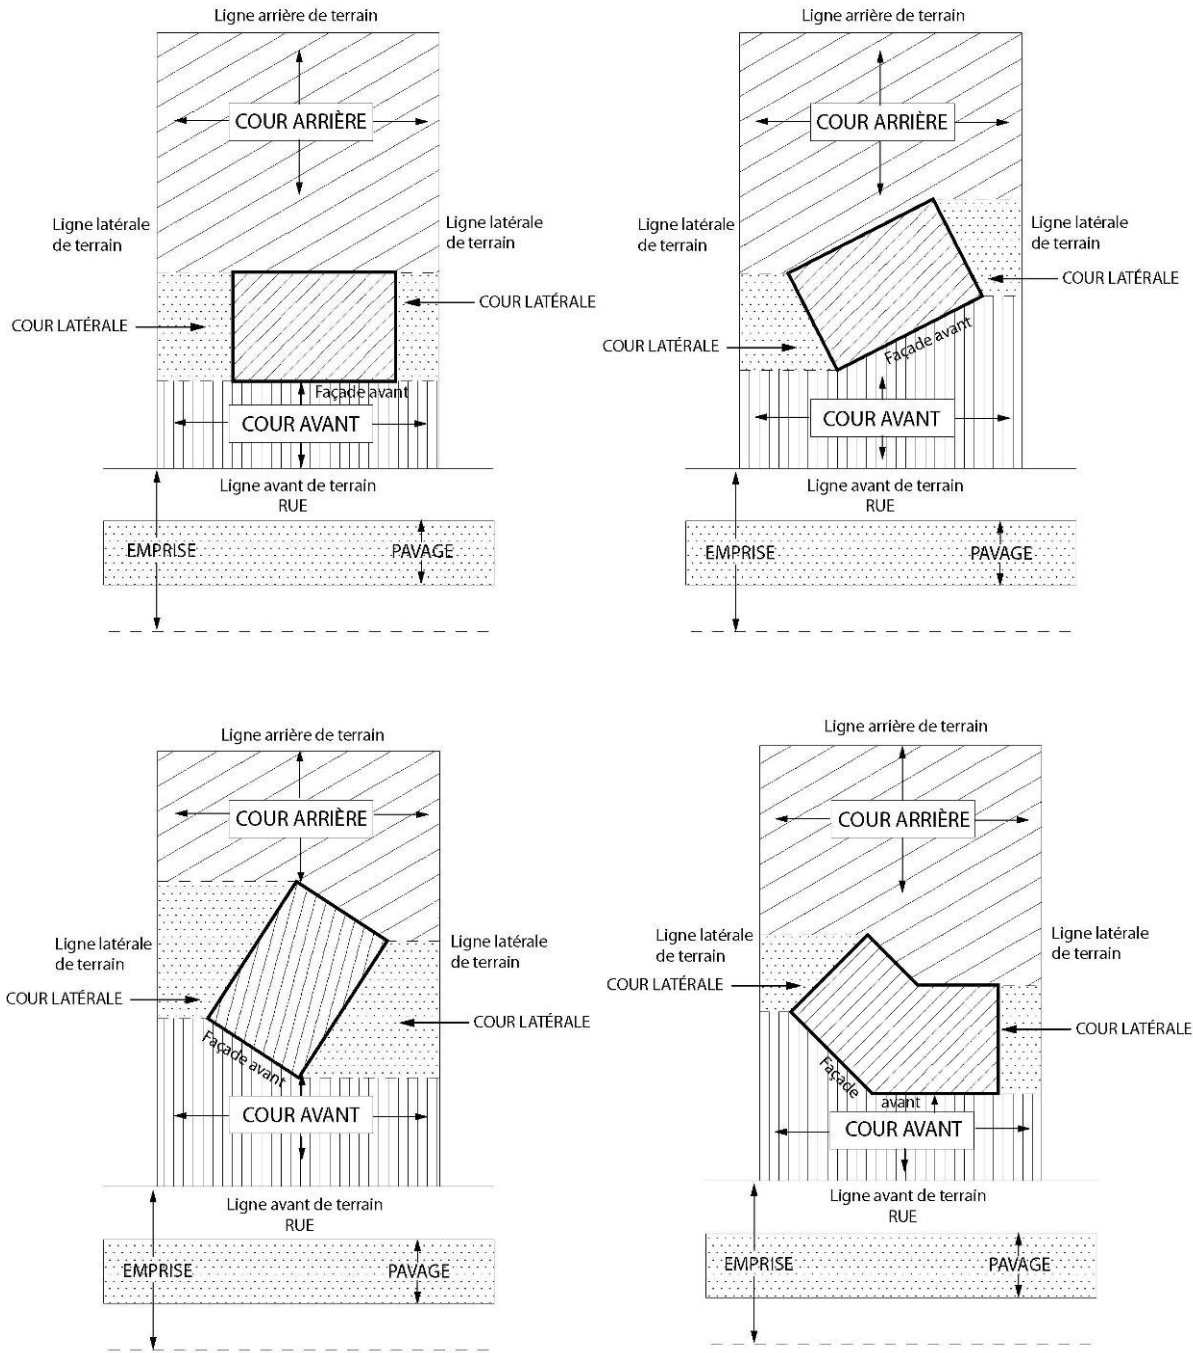 Ligne arrière de terrain
COUR ARRIÈRE
Ligne latérale
de terrain
Ligne latérale
de terrain
COUR LATÉRALE
COUR LATÉRALE
Façade avant
COUR AVANT
Ligne avant de terrain
RUE
EMPRISE
PAVAGE
Ligne arrière de terrain
COUR ARRIÈRE
Ligne latérale
de terrain
Ligne latérale
de terrain
COUR LATÉRALE
COUR LATÉRALE
Façade avant
COUR AVANT
Ligne avant de terrain
RUE
EMPRISE
PAVAGE
Ligne arrière de terrain
COUR ARRIÈRE
Ligne latérale
de terrain
Ligne latérale
de terrain
COUR LATÉRALE
COUR LATÉRALE
Façade avant
COUR AVANT
Ligne avant de terrain
RUE
EMPRISE
PAVAGE
Ligne arrière de terrain
COUR ARRIÈRE
Ligne latérale
de terrain
Ligne latérale
de terrain
COUR LATÉRALE
COUR LATÉRALE
Façade
avant
COUR AVANT
Ligne avant de terrain
RUE
EMPRISE
PAVAGE